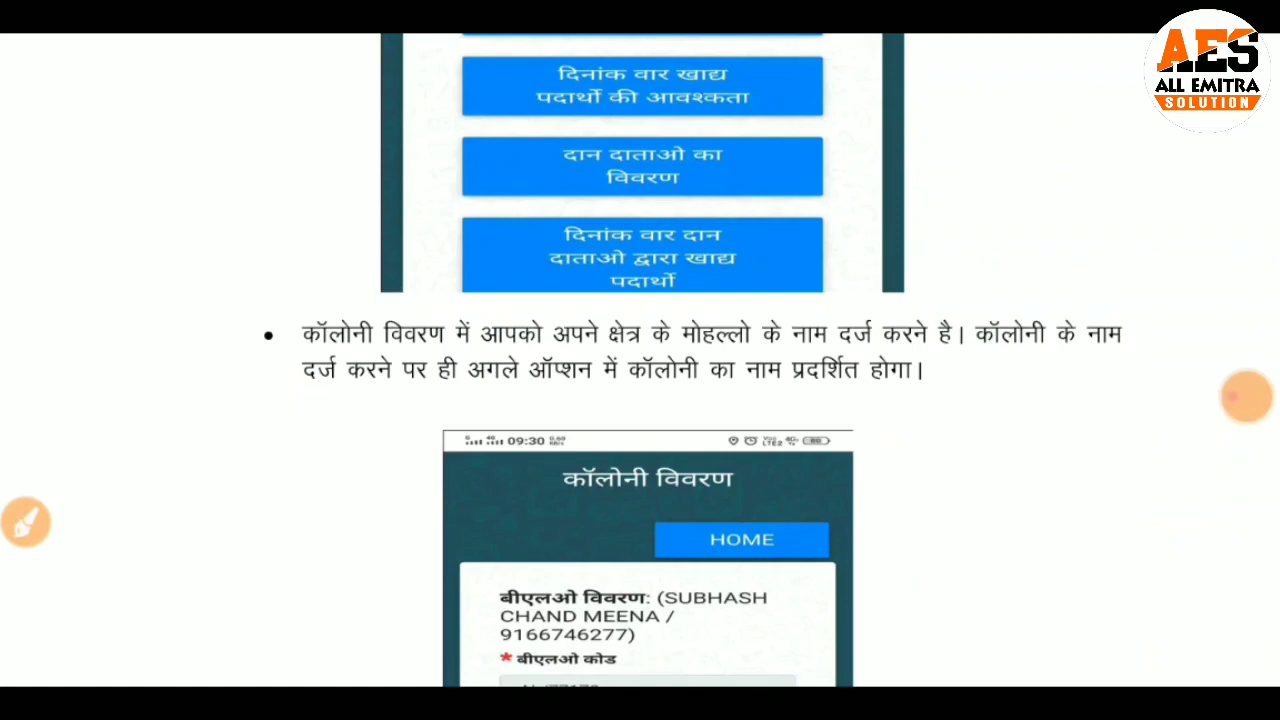 AES
ALL EMITRA
SOLUTION
दिनांक वार खाद्य
पदार्थो की आवश्कता
दान दाताओ का
विवरण
दिनांक वार दान
दाताओ द्वारा खाद्य
पदार्थो
• कॉलोनी विवरण में आपको अपने क्षेत्र के मोहल्लो के नाम दर्ज करने है। कॉलोनी के नाम
दर्ज करने पर ही अगले ऑप्शन में कॉलोनी का नाम प्रदर्शित होगा।
09:30
कॉलोनी विवरण
HOME
बीएलओ विवरण: (SUBHASH
CHAND MEENA /
9166746277)
* बीएलओ कोड